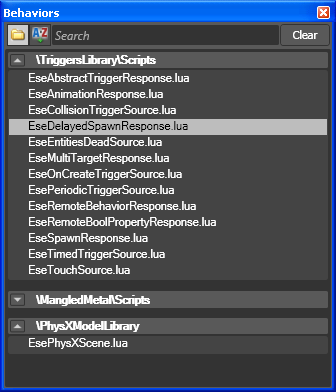 Behaviors
Search
Clear
\TriggersLibrary\Scripts
EseAbstractTriggerResponse.lua
EseAnimationResponse.lua
EseCollisionTriggerSource.lua
EseDelayedSpawnResponse.lua
EseEntitiesDeadSource.lua
EseMultiTargetResponse.lua
EseOnCreateTriggerSource.lua
EsePeriodicTriggerSource.lua
EseRemoteBehaviorResponse.lua
EseRemoteBoolPropertyResponse.lua
EseSpawnResponse.lua
EseTimedTriggerSource.lua
EseTouchSource.lua
\MangledMetal\Scripts
\PhysXModelLibrary
EsePhysXScene.lua